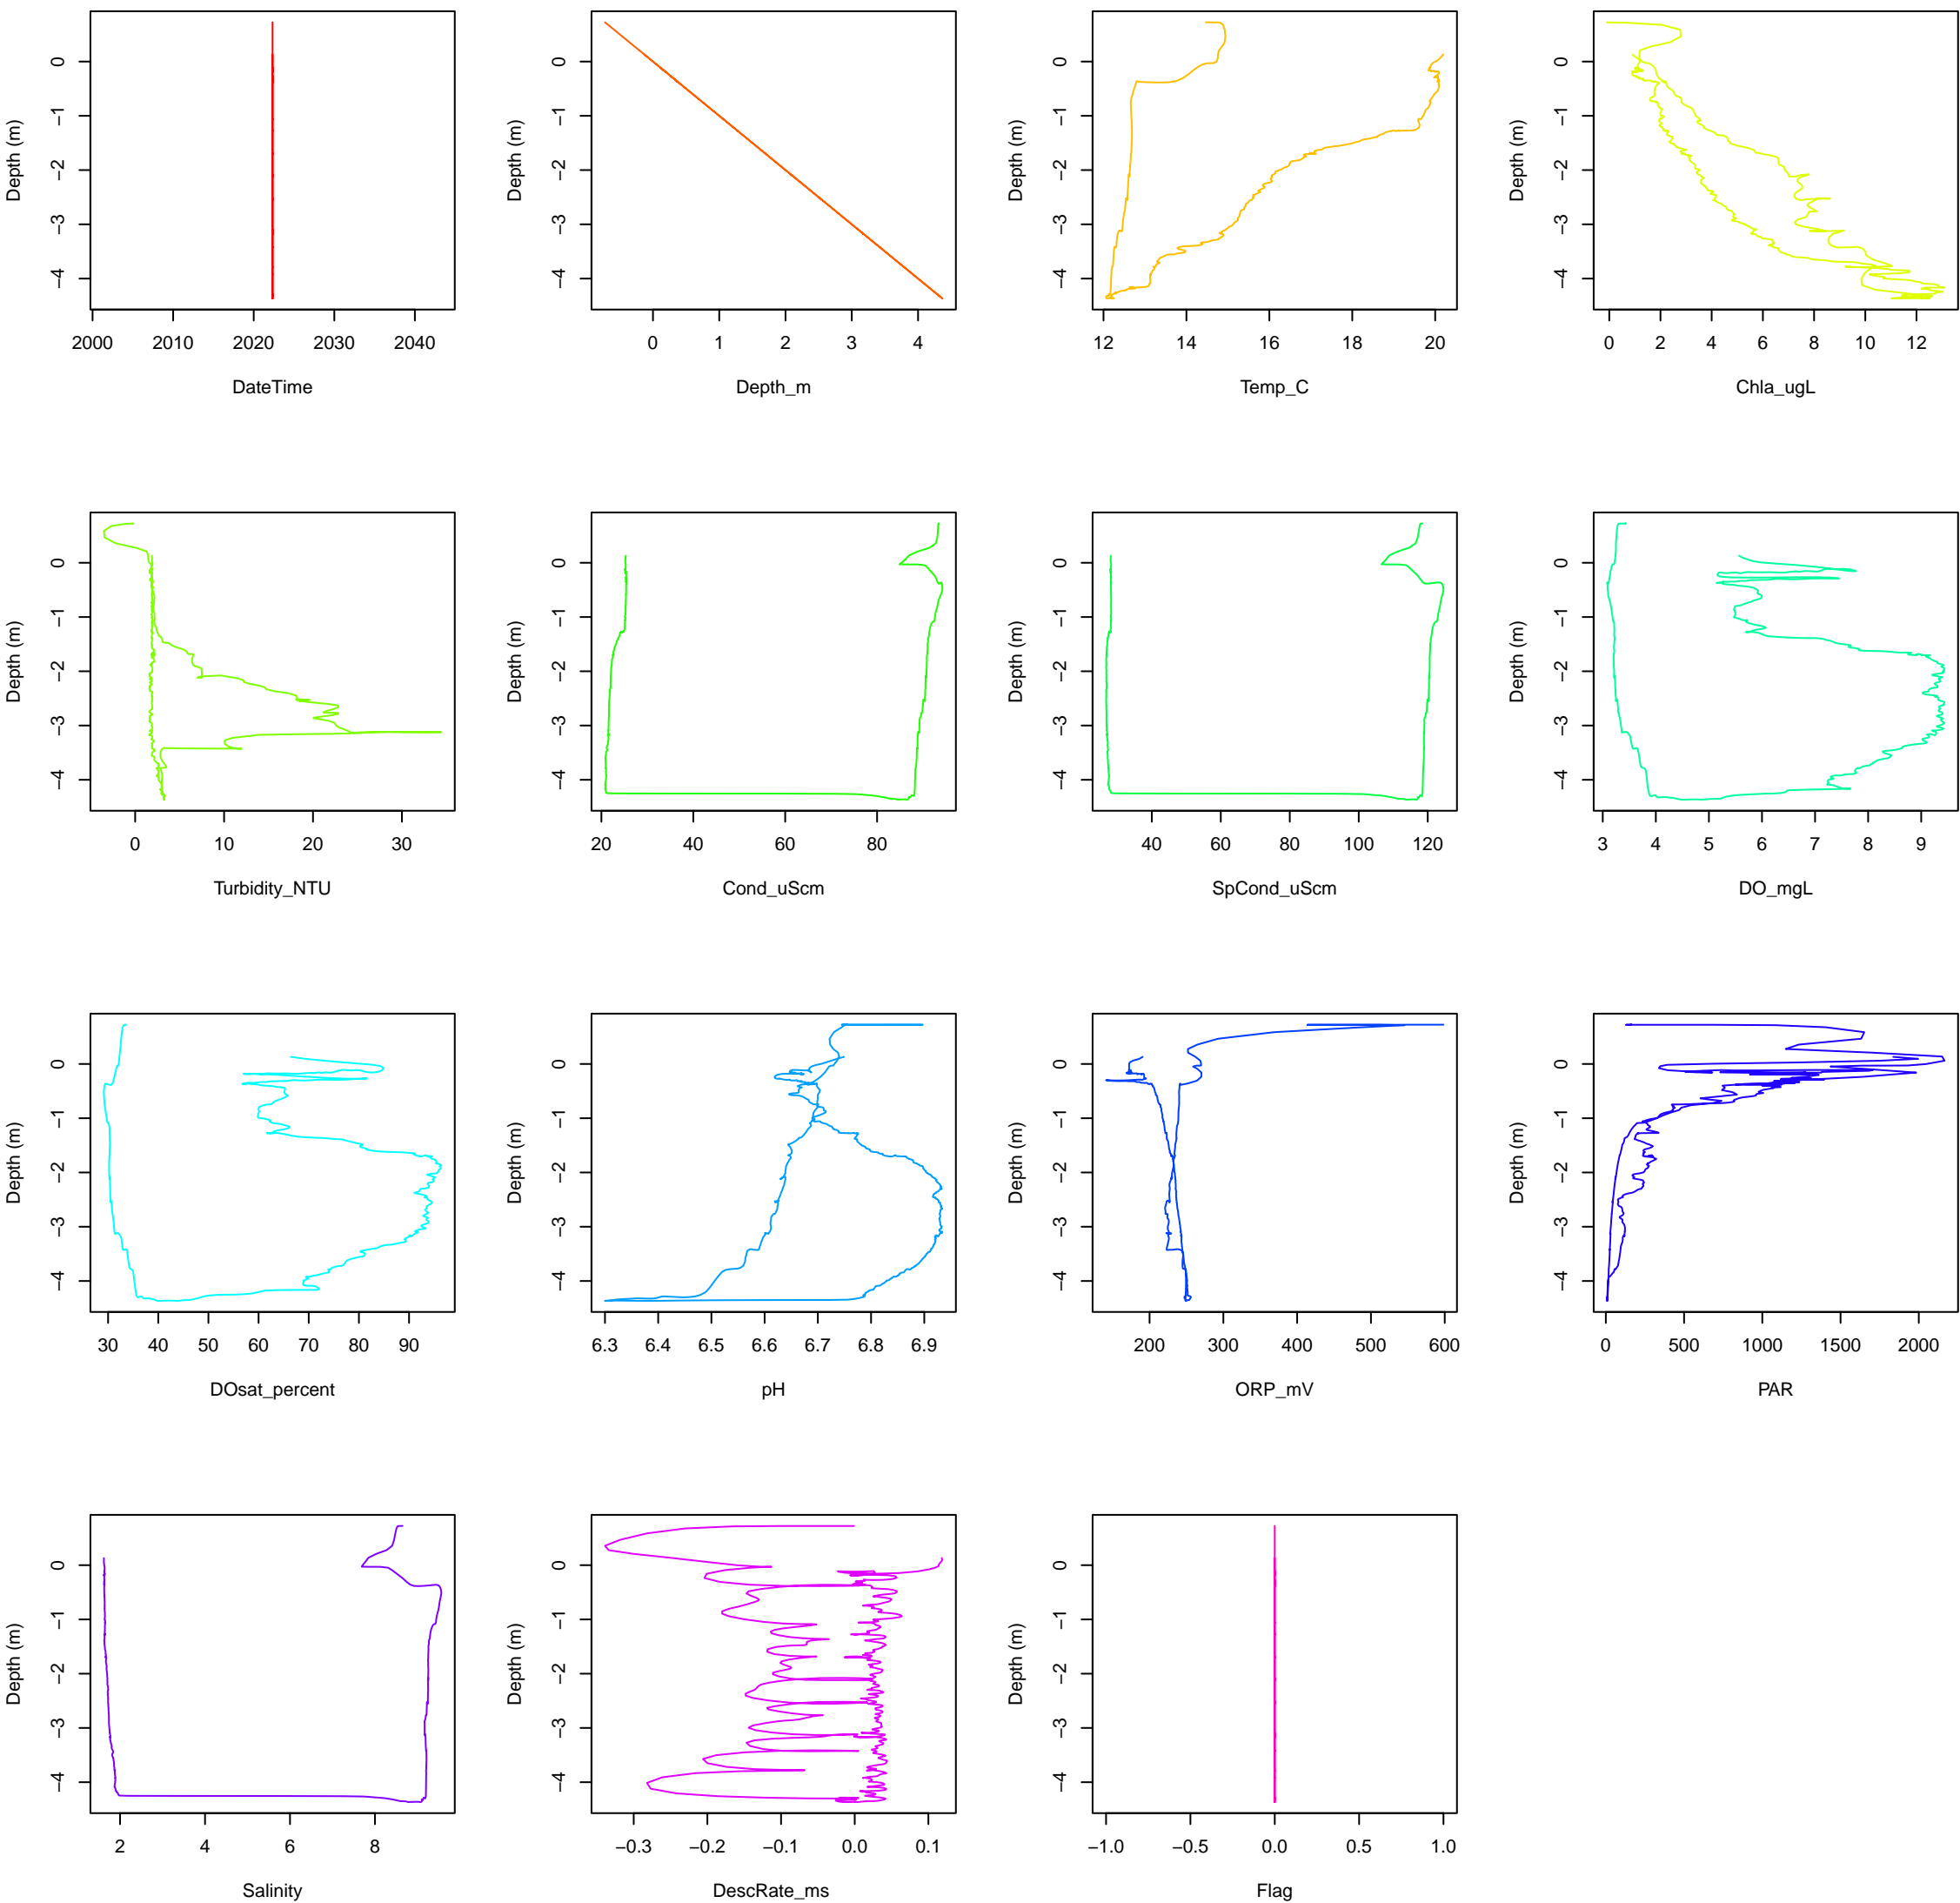 0
−1
−2
−3
−4
Depth (m)
2000 2010 2020 2030 2040
DateTime
0
−1
−2
−3
−4
Depth (m)
0 1 2 3 4
Depth_m
0
−1
−2
−3
−4
Depth (m)
12 14 16 18 20
Temp_C
0
−1
−2
−3
−4
Depth (m)
0 2 4 6 8 10 12
Chla_ugL
0
−1
−2
−3
−4
Depth (m)
0 10 20 30
Turbidity_NTU
0
−1
−2
−3
−4
Depth (m)
20 40 60 80
Cond_uScm
0
−1
−2
−3
−4
Depth (m)
40 60 80 100 120
SpCond_uScm
0
−1
−2
−3
−4
Depth (m)
3 4 5 6 7 8 9
DO_mgL
0
−1
−2
−3
−4
Depth (m)
30 40 50 60 70 80 90
DOsat_percent
0
−1
−2
−3
−4
Depth (m)
6.3 6.4 6.5 6.6 6.7 6.8 6.9
pH
0
−1
−2
−3
−4
Depth (m)
200 300 400 500 600
ORP_mV
0
−1
−2
−3
−4
Depth (m)
0 500 1000 1500 2000
PAR
0
−1
−2
−3
−4
Depth (m)
2 4 6 8
Salinity
0
−1
−2
−3
−4
Depth (m)
−0.3 −0.2 −0.1 0.0 0.1
DescRate_ms
0
−1
−2
−3
−4
Depth (m)
−1.0 −0.5 0.0 0.5 1.0
Flag